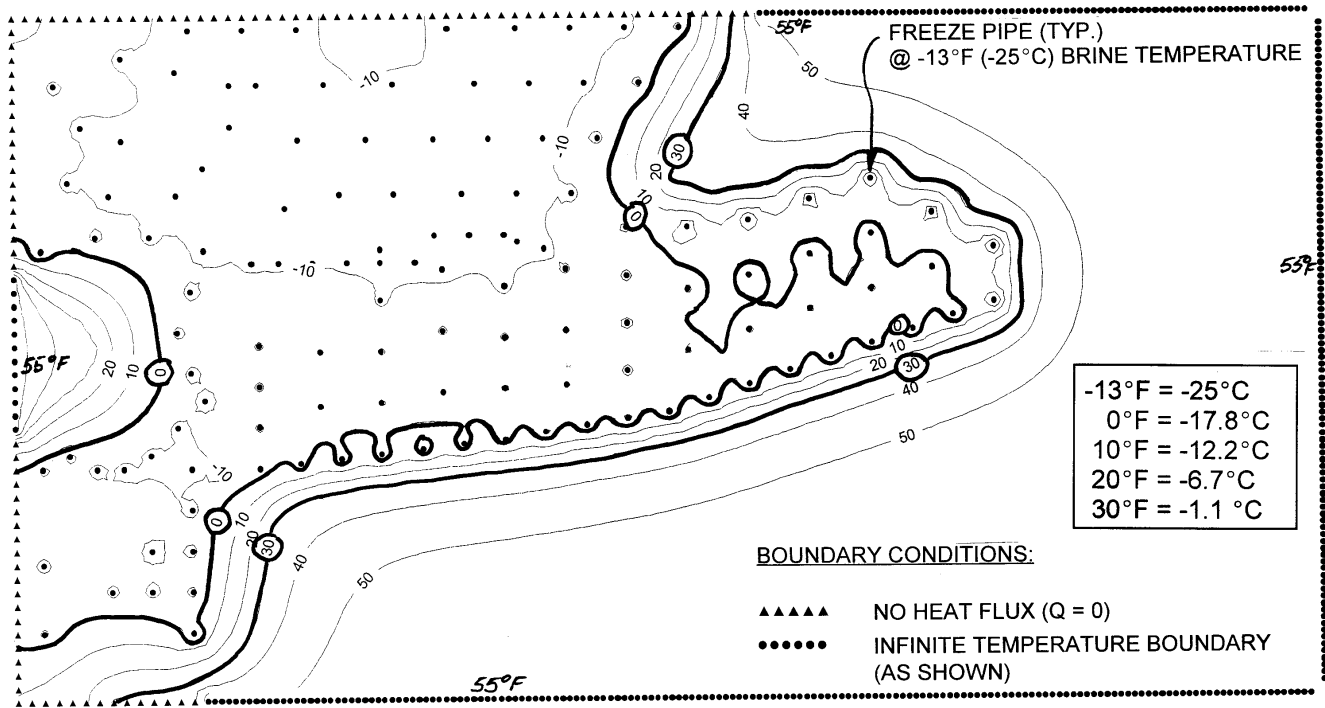 55°F
FREEZE PIPE (TYP.)
@ -13°F (-25°C) BRINE TEMPERATURE
50
-10
40
30
-10
20
10
0
-10
55°F
55°F
20
10
0
0
10
20
30
40
50
-13°F = -25°C
0°F = -17.8°C
10°F = -12.2°C
20°F = -6.7°C
30°F = -1.1 °C
-10
0
10
20
30
40
50
BOUNDARY CONDITIONS:
▲▲▲▲▲ NO HEAT FLUX (Q = 0)
●●●●●● INFINITE TEMPERATURE BOUNDARY
(AS SHOWN)
55°F